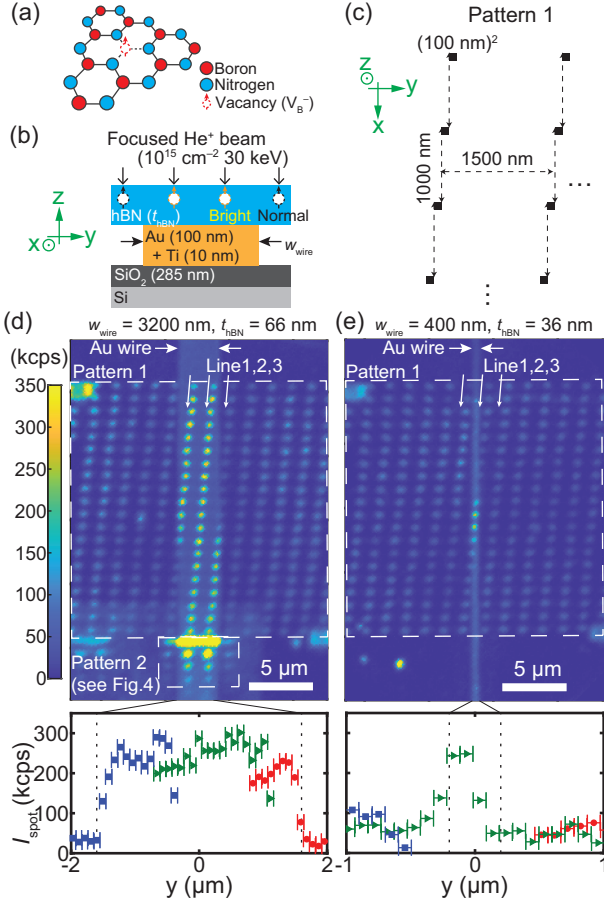 (a)
Boron
Nitrogen
Vacancy (V_B⁻)
(b)
Focused He⁺ beam
(10¹⁵ cm⁻² 30 keV)
hBN (t_hBN) Bright Normal
Au (100 nm)
+ Ti (10 nm)
w_wire
SiO₂ (285 nm)
Si
z
x y
(c) Pattern 1
(100 nm)²
z
y
x
1000 nm
1500 nm
...
...
(d) w_wire = 3200 nm, t_hBN = 66 nm
(kcps)
350
300
250
200
150
100
50
0
Au wire
Pattern 1
Line1,2,3
Pattern 2
(see Fig.4)
5 μm
(e) w_wire = 400 nm, t_hBN = 36 nm
Au wire
Pattern 1
Line1,2,3
5 μm
I_spot (kcps)
300
200
100
0
-2 0 2
y (μm)
-1 0 1
y (μm)